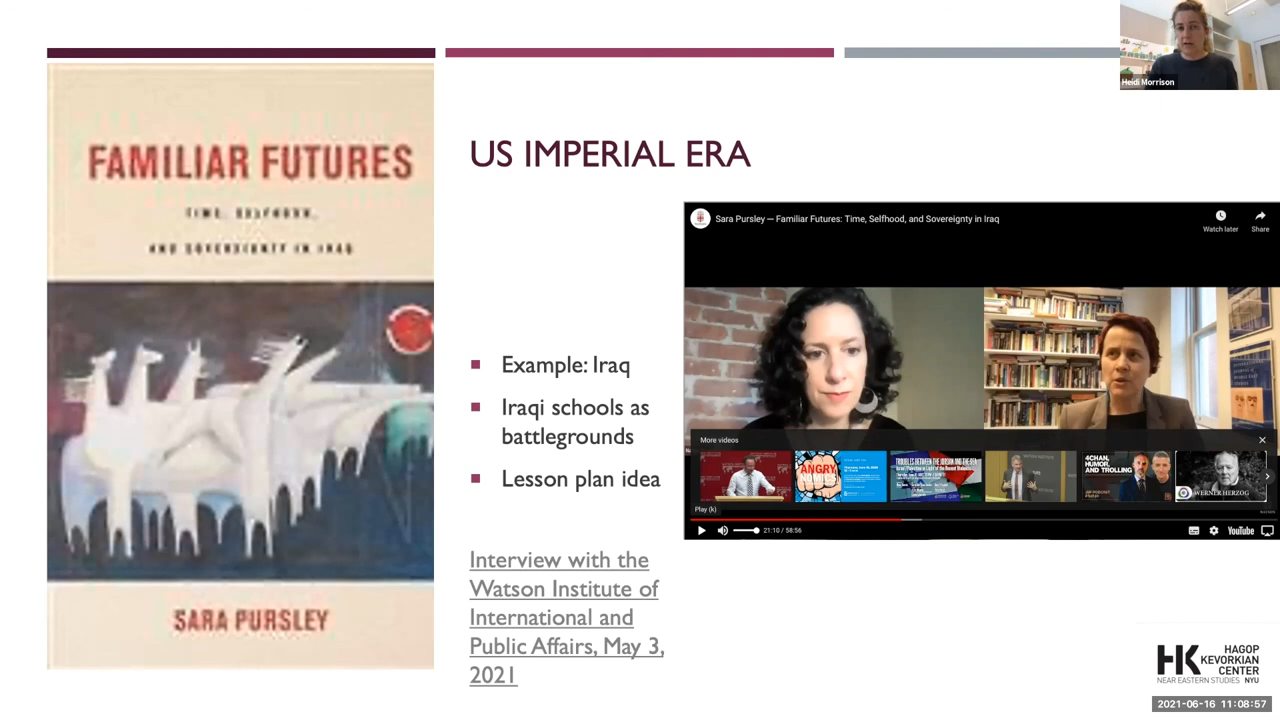 Heidi Morrison
FAMILIAR FUTURES
TIME, SELFHOOD,
AND SOVEREIGNTY IN IRAQ
SARA PURSLEY
US IMPERIAL ERA
Example: Iraq
Iraqi schools as
battlegrounds
Lesson plan idea
Interview with the
Watson Institute of
International and
Public Affairs, May 3,
2021
Sara Pursley — Familiar Futures: Time, Selfhood, and Sovereignty in Iraq
Watch later
Share
More videos
ANGRY
NOMICS
TROUBLES BETWEEN THE JORDAN AND THE SEA
4CHAN,
HUMOR,
AND TROLLING
WERNER HERZOG
Play (k)
21:10 / 58:56
YouTube
HK HAGOP
KEVORKIAN
CENTER
NEAR EASTERN STUDIES NYU
2021-06-16 11:08:57